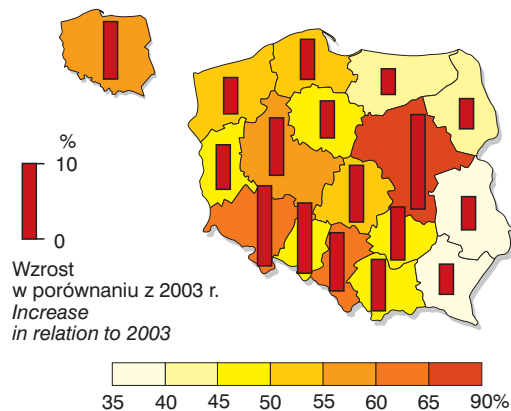 %
10
0
Wzrost
w porównaniu z 2003 r.
Increase
in relation to 2003
35 40 45 50 55 60 65 90%